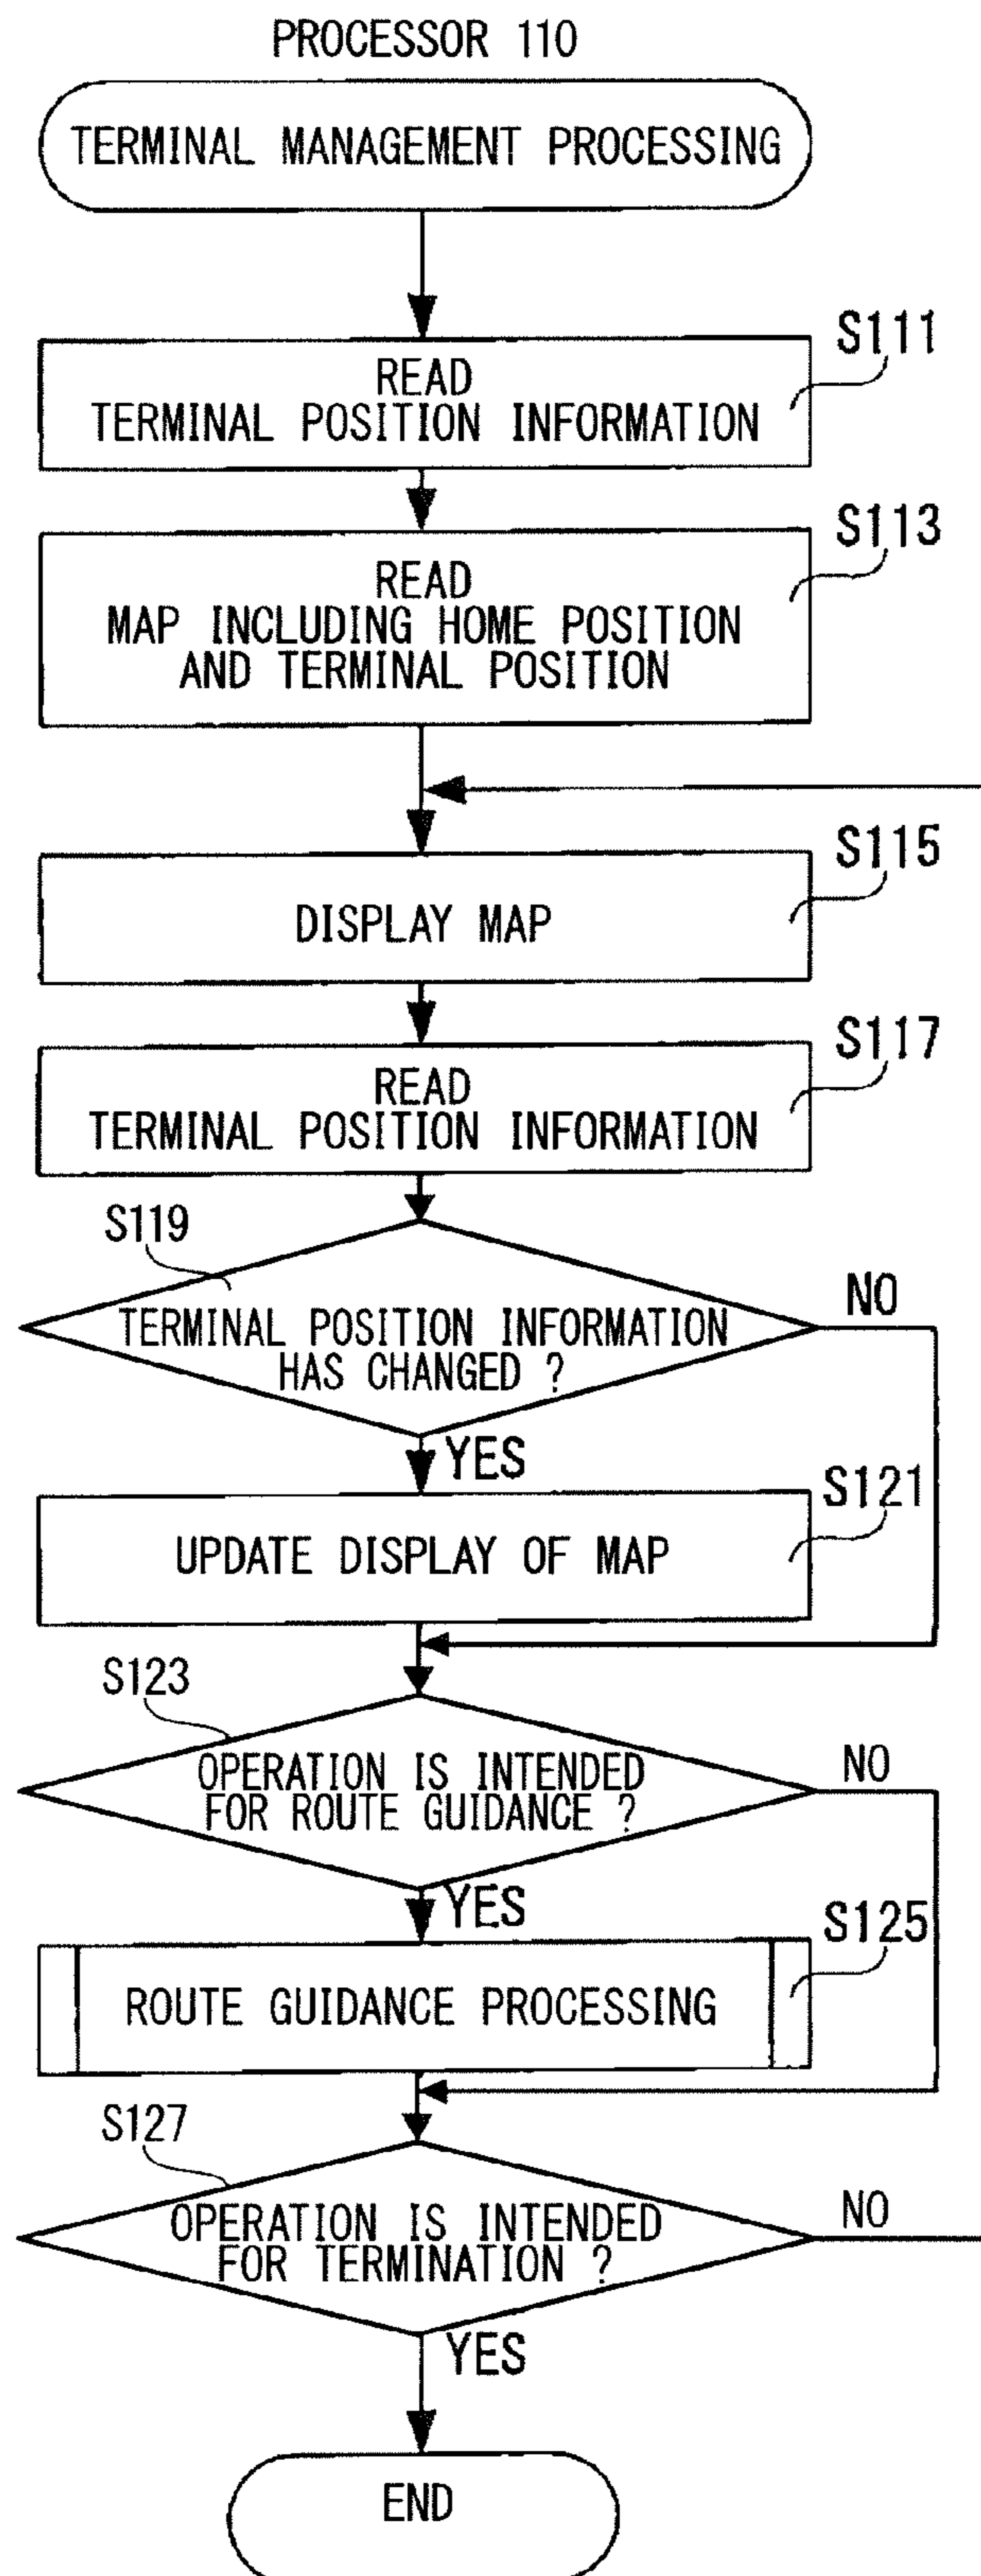 PROCESSOR 110
TERMINAL MANAGEMENT PROCESSING
S111
READ
TERMINAL POSITION INFORMATION
S113
READ
MAP INCLUDING HOME POSITION
AND TERMINAL POSITION
S115
DISPLAY MAP
S117
READ
TERMINAL POSITION INFORMATION
S119
NO
TERMINAL POSITION INFORMATION
HAS CHANGED ?
YES
S121
UPDATE DISPLAY OF MAP
S123
NO
OPERATION IS INTENDED
FOR ROUTE GUIDANCE ?
YES
S125
ROUTE GUIDANCE PROCESSING
S127
NO
OPERATION IS INTENDED
FOR TERMINATION ?
YES
END